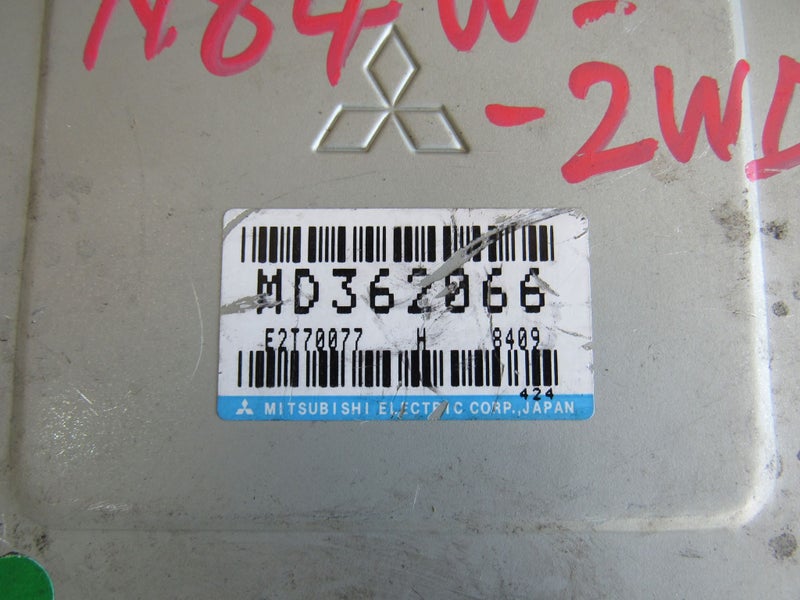 N84W-
-2WD
MD362066
E2T70077 H 8409
424
MITSUBISHI ELECTRIC CORP.,JAPAN